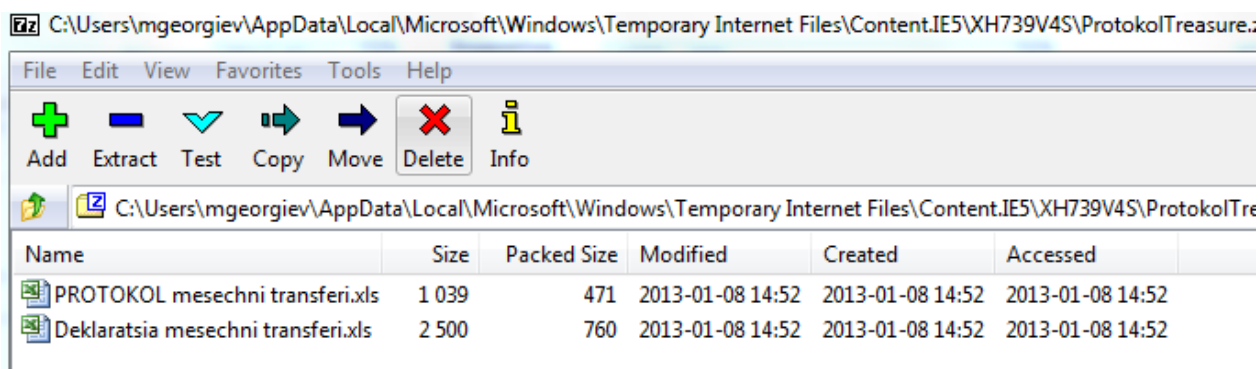 7z C:\Users\mgeorgiev\AppData\Local\Microsoft\Windows\Temporary Internet Files\Content.IE5\XH739V4S\ProtokolTreasure.z
File Edit View Favorites Tools Help
Add Extract Test Copy Move Delete Info
C:\Users\mgeorgiev\AppData\Local\Microsoft\Windows\Temporary Internet Files\Content.IE5\XH739V4S\ProtokolTre
Name Size Packed Size Modified Created Accessed
PROTOKOL mesechni transferi.xls 1 039 471 2013-01-08 14:52 2013-01-08 14:52 2013-01-08 14:52
Deklaratsia mesechni transferi.xls 2 500 760 2013-01-08 14:52 2013-01-08 14:52 2013-01-08 14:52